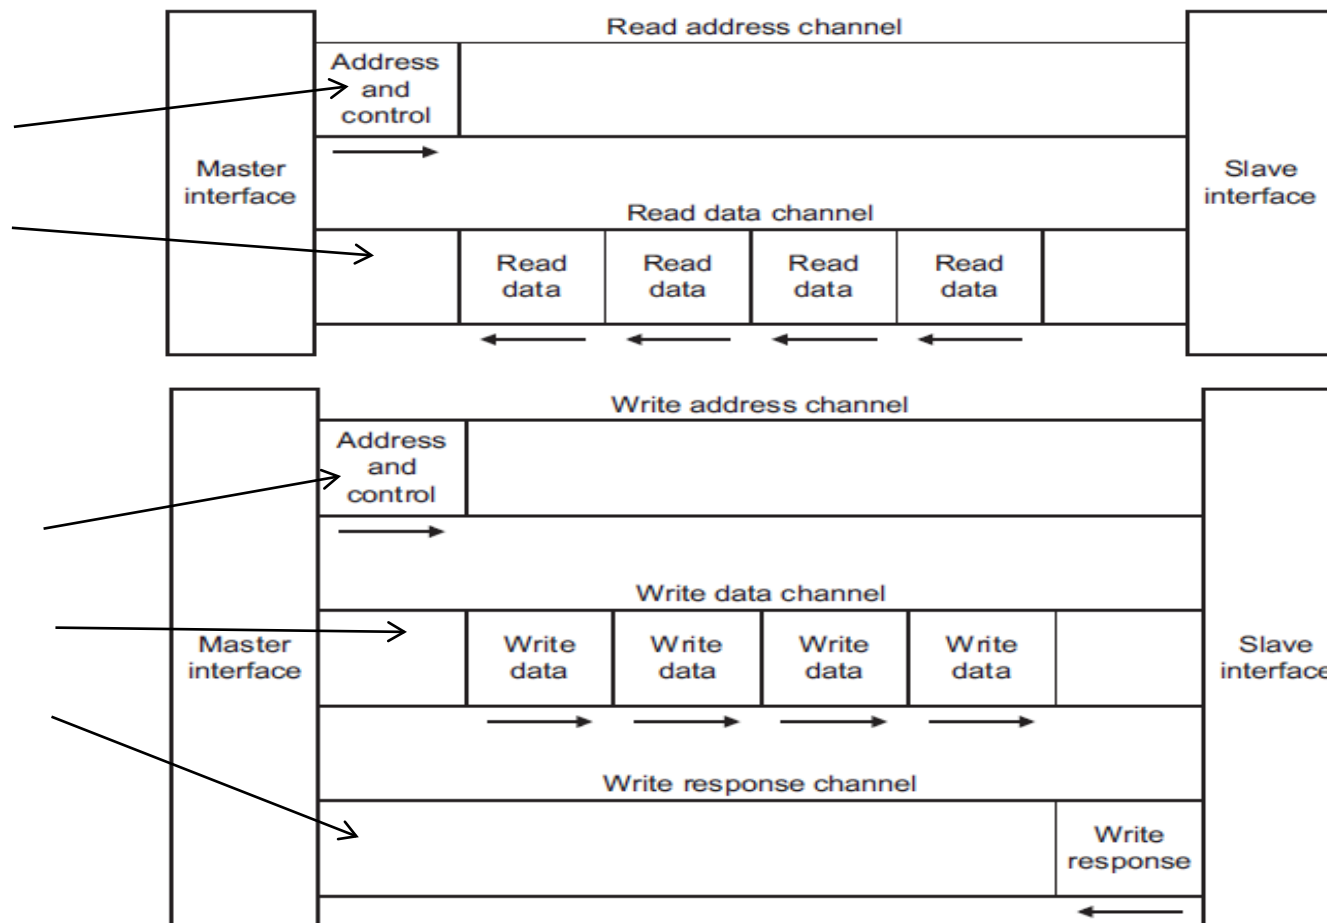 Read address channel
Address
and
control
Master
interface
Slave
interface
Read data channel
Read
data
Read
data
Read
data
Read
data
Write address channel
Address
and
control
Write data channel
Master
interface
Write
data
Write
data
Write
data
Write
data
Slave
interface
Write response channel
Write
response